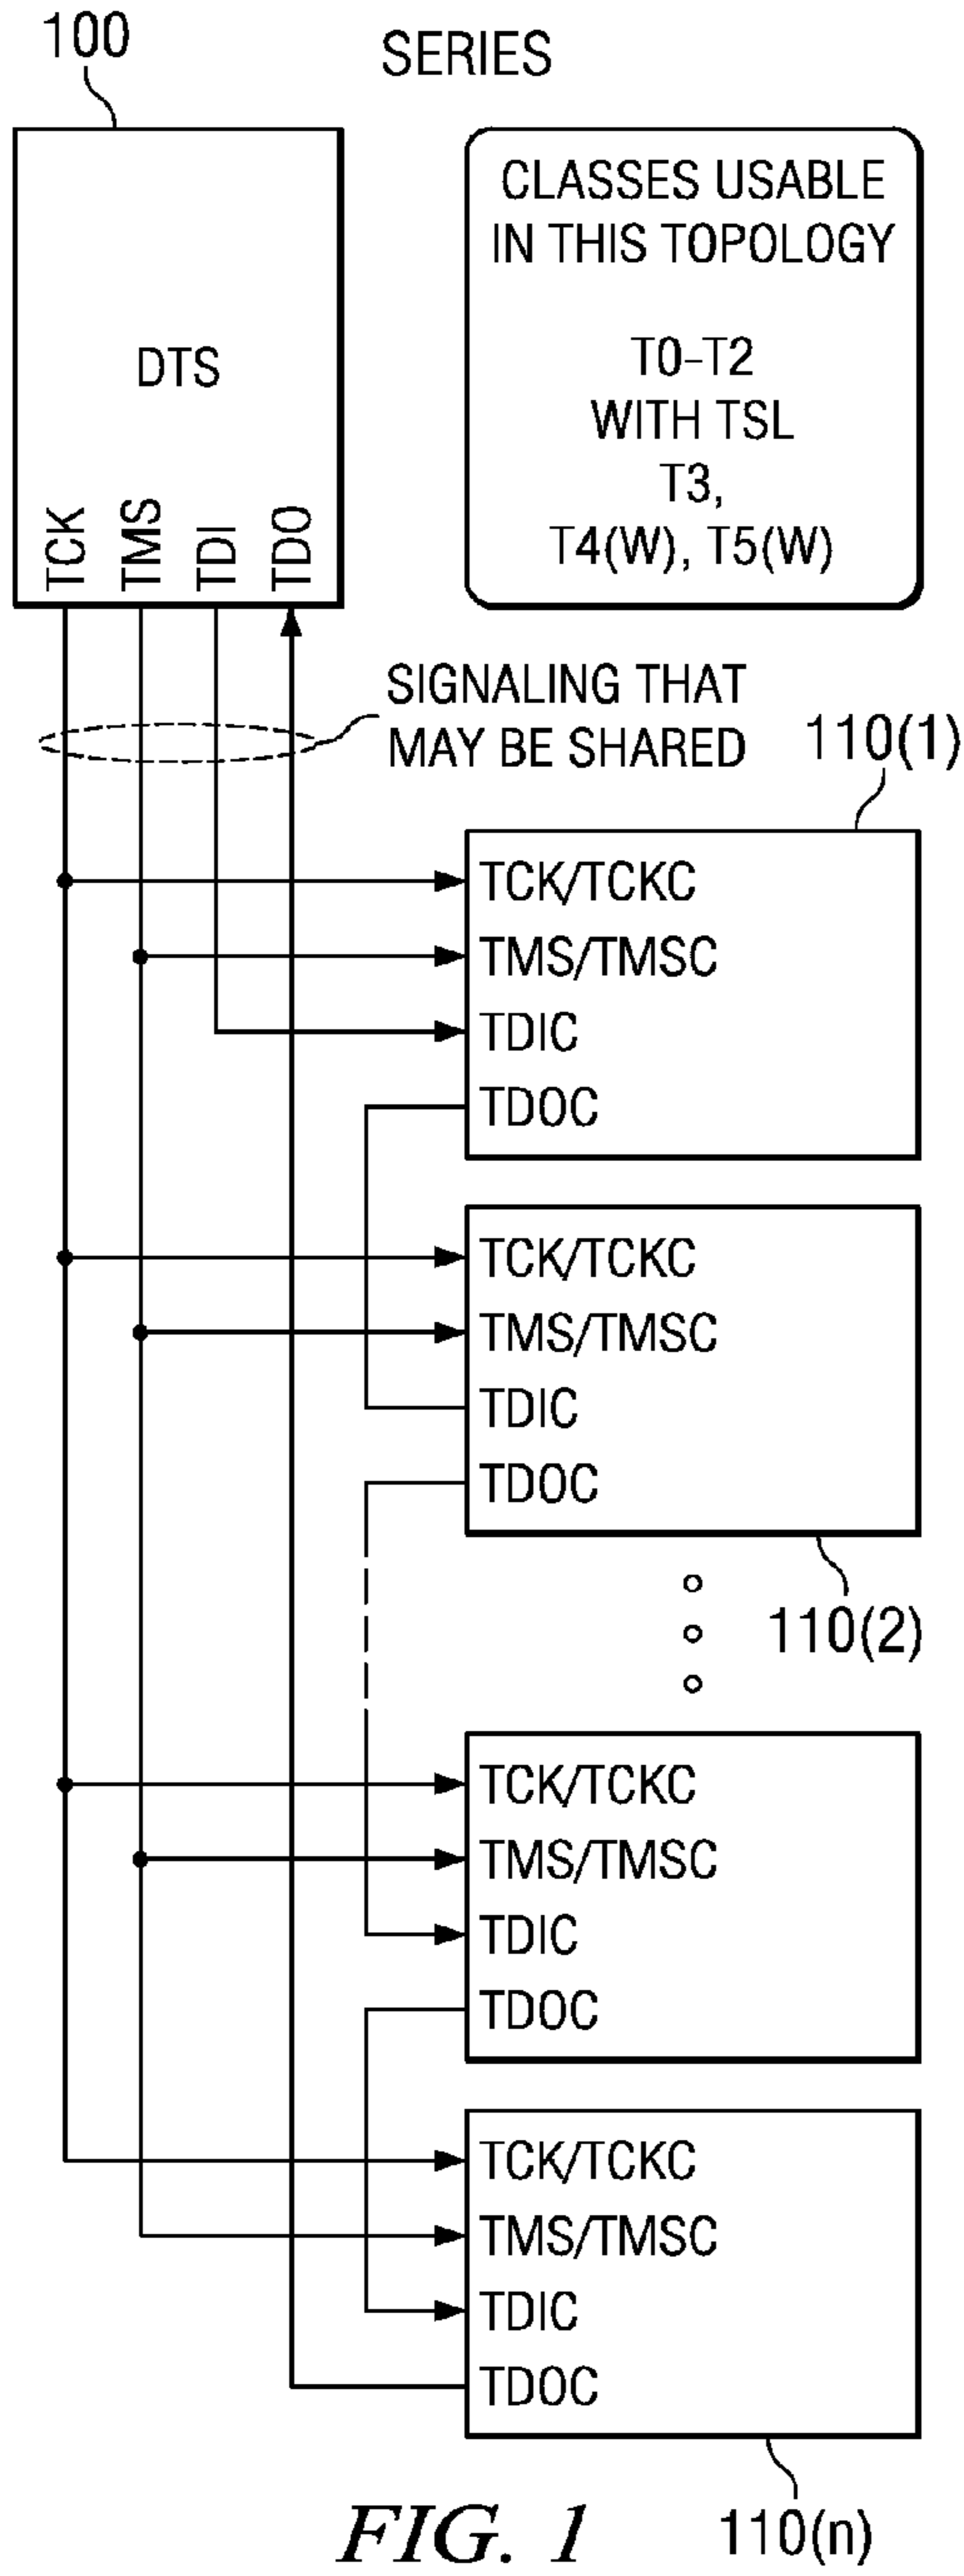 100
SERIES
CLASSES USABLE
IN THIS TOPOLOGY
T0-T2
WITH TSL
T3,
T4(W), T5(W)
DTS
TCK
TMS
TDI
TDO
SIGNALING THAT
MAY BE SHARED
110(1)
TCK/TCKC
TMS/TMSC
TDIC
TDOC
TCK/TCKC
TMS/TMSC
TDIC
TDOC
110(2)
TCK/TCKC
TMS/TMSC
TDIC
TDOC
TCK/TCKC
TMS/TMSC
TDIC
TDOC
110(n)
FIG. 1